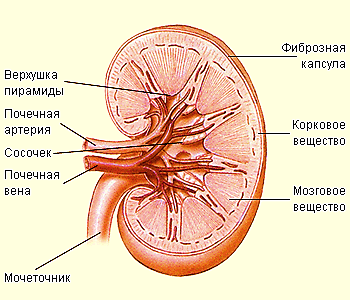 Верхушка
пирамиды
Почечная
артерия
Сосочек
Почечная
вена
Мочеточник
Фиброзная
капсула
Корковое
вещество
Мозговое
вещество